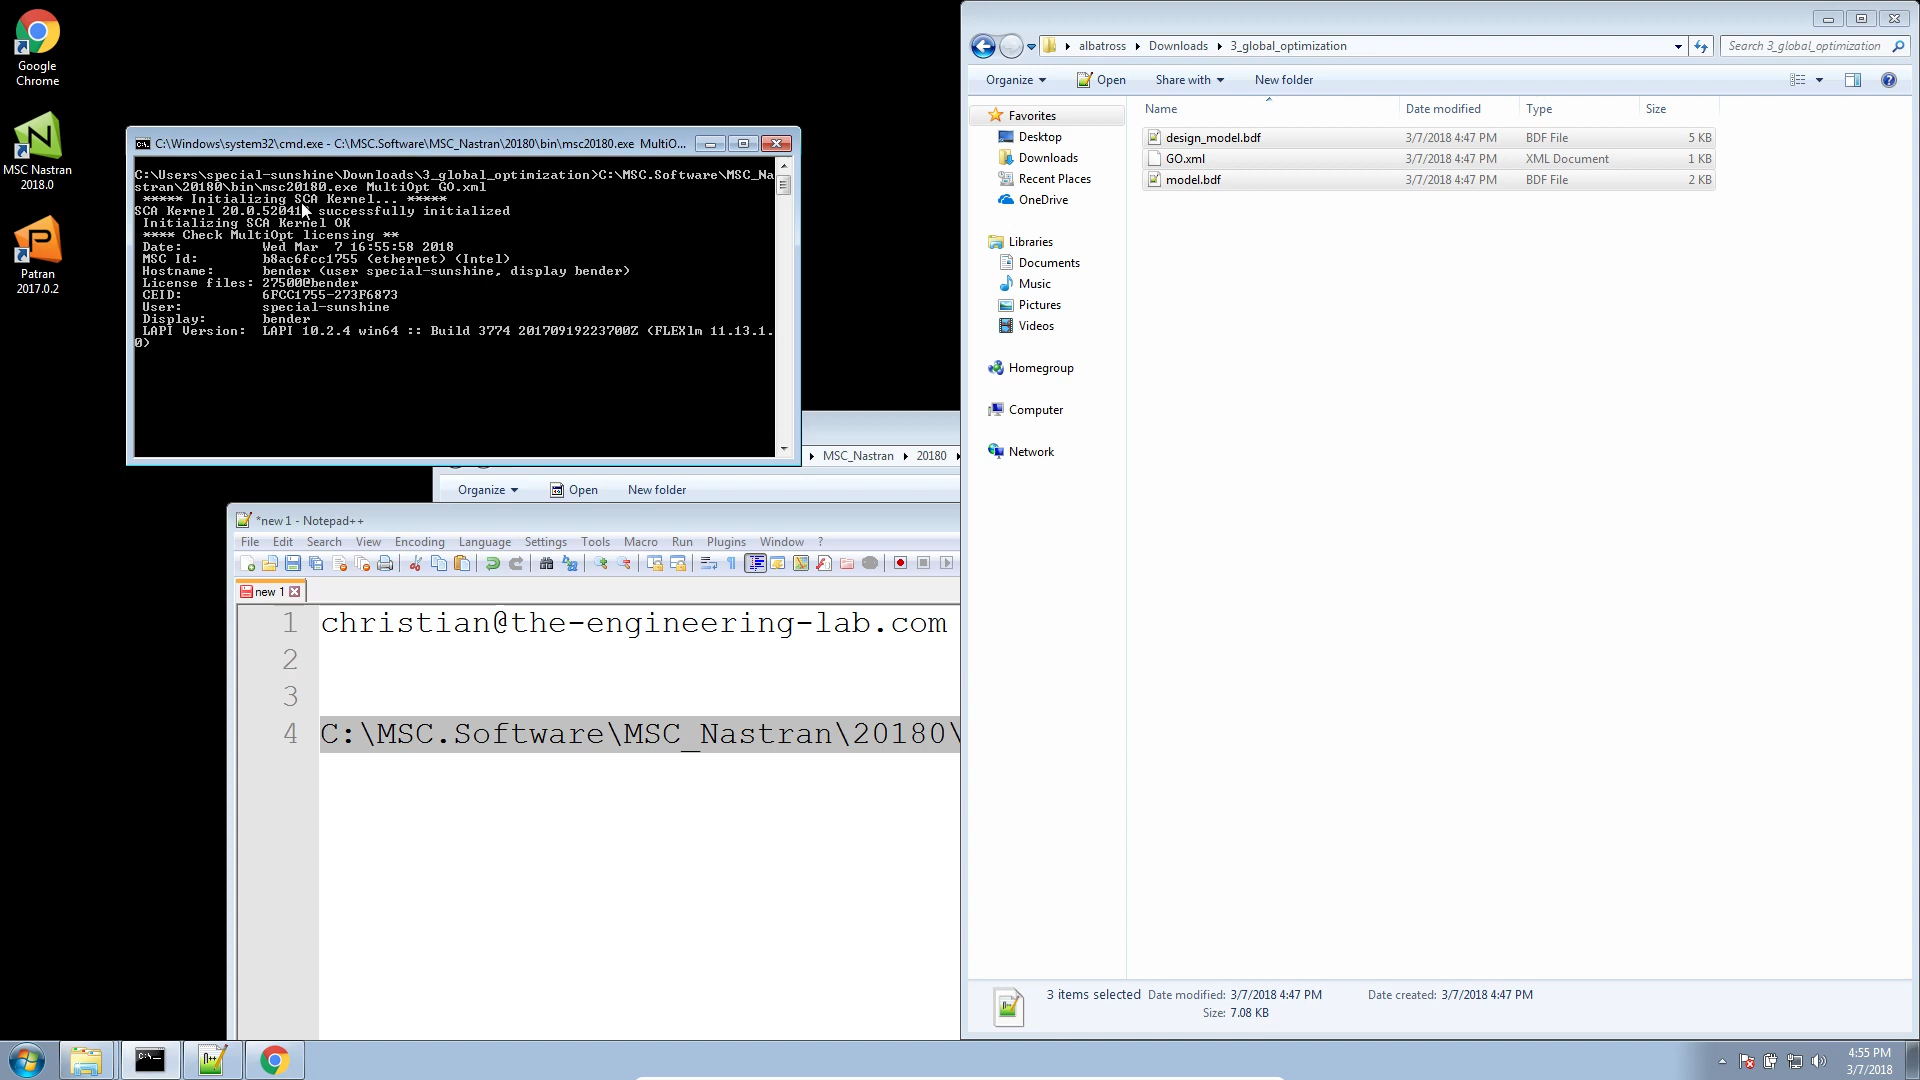 Google
Chrome
MSC Nastran
2018.0
Patran
2017.0.2
C:\Windows\system32\cmd.exe - C:\MSC.Software\MSC_Nastran\20180\bin\msc20180.exe MultiO...
C:\Users\special-sunshine\Downloads\3_global_optimization>C:\MSC.Software\MSC_Na
stran\20180\bin\msc20180.exe MultiOpt GO.xml
***** Initializing SCA Kernel... *****
SCA Kernel 20.0.52041 successfully initialized
Initializing SCA Kernel OK
**** Check MultiOpt licensing **
Date: Wed Mar 7 16:55:58 2018
MSC Id: b8ac6fcc1755 (ethernet) (Intel)
Hostname: bender (user special-sunshine, display bender)
License files: 27500@bender
CEID: 6FCC1755-273F6873
User: special-sunshine
Display: bender
LAPI Version: LAPI 10.2.4 win64 :: Build 3774 20170919223700Z (FLEXlm 11.13.1.
0)
MSC_Nastran 20180
Organize Open New folder
*new 1 - Notepad++
File Edit Search View Encoding Language Settings Tools Macro Run Plugins Window ?
new 1
1 christian@the-engineering-lab.com
2
3
4 C:\MSC.Software\MSC_Nastran\20180\
albatross Downloads 3_global_optimization
Search 3_global_optimization
Organize Open Share with New folder
Name Date modified Type Size
design_model.bdf 3/7/2018 4:47 PM BDF File 5 KB
GO.xml 3/7/2018 4:47 PM XML Document 1 KB
model.bdf 3/7/2018 4:47 PM BDF File 2 KB
Favorites
Desktop
Downloads
Recent Places
OneDrive
Libraries
Documents
Music
Pictures
Videos
Homegroup
Computer
Network
3 items selected Date modified: 3/7/2018 4:47 PM Date created: 3/7/2018 4:47 PM
Size: 7.08 KB
4:55 PM
3/7/2018